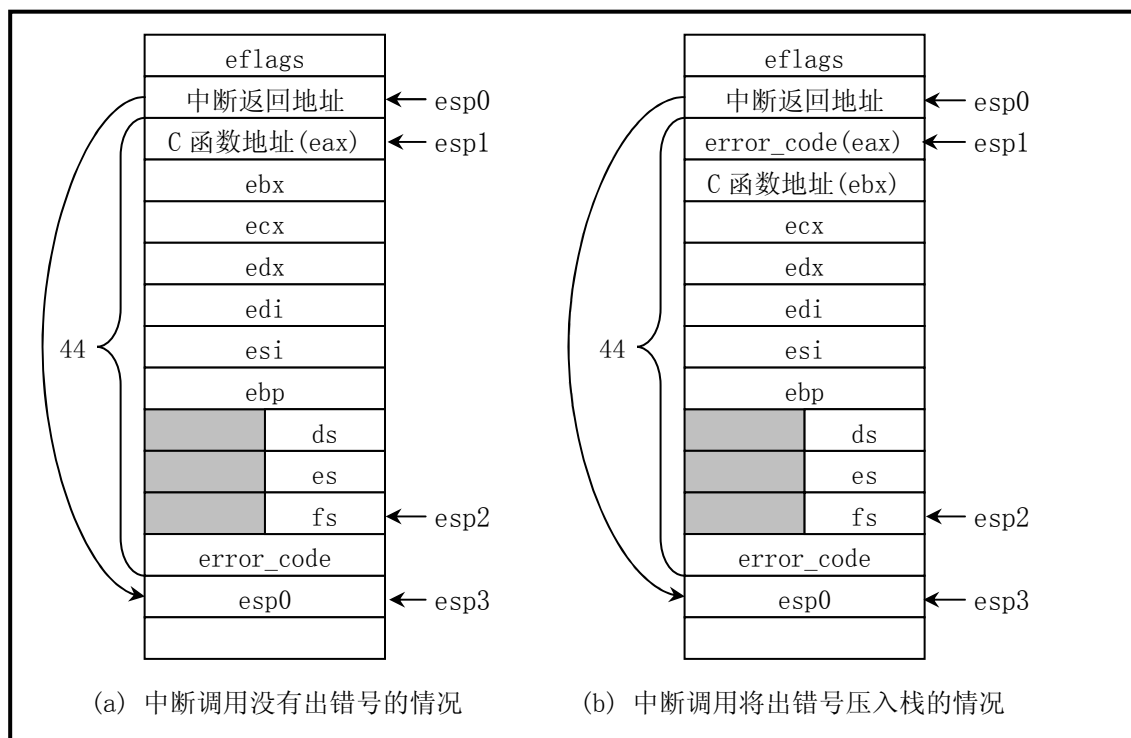 eflags
中断返回地址
esp0
C 函数地址(eax)
esp1
ebx
ecx
edx
edi
esi
44
ebp
ds
es
fs
esp2
error_code
esp0
esp3
(a) 中断调用没有出错号的情况
eflags
中断返回地址
esp0
error_code(eax)
esp1
C 函数地址(ebx)
ecx
edx
edi
esi
44
ebp
ds
es
fs
esp2
error_code
esp0
esp3
(b) 中断调用将出错号压入栈的情况